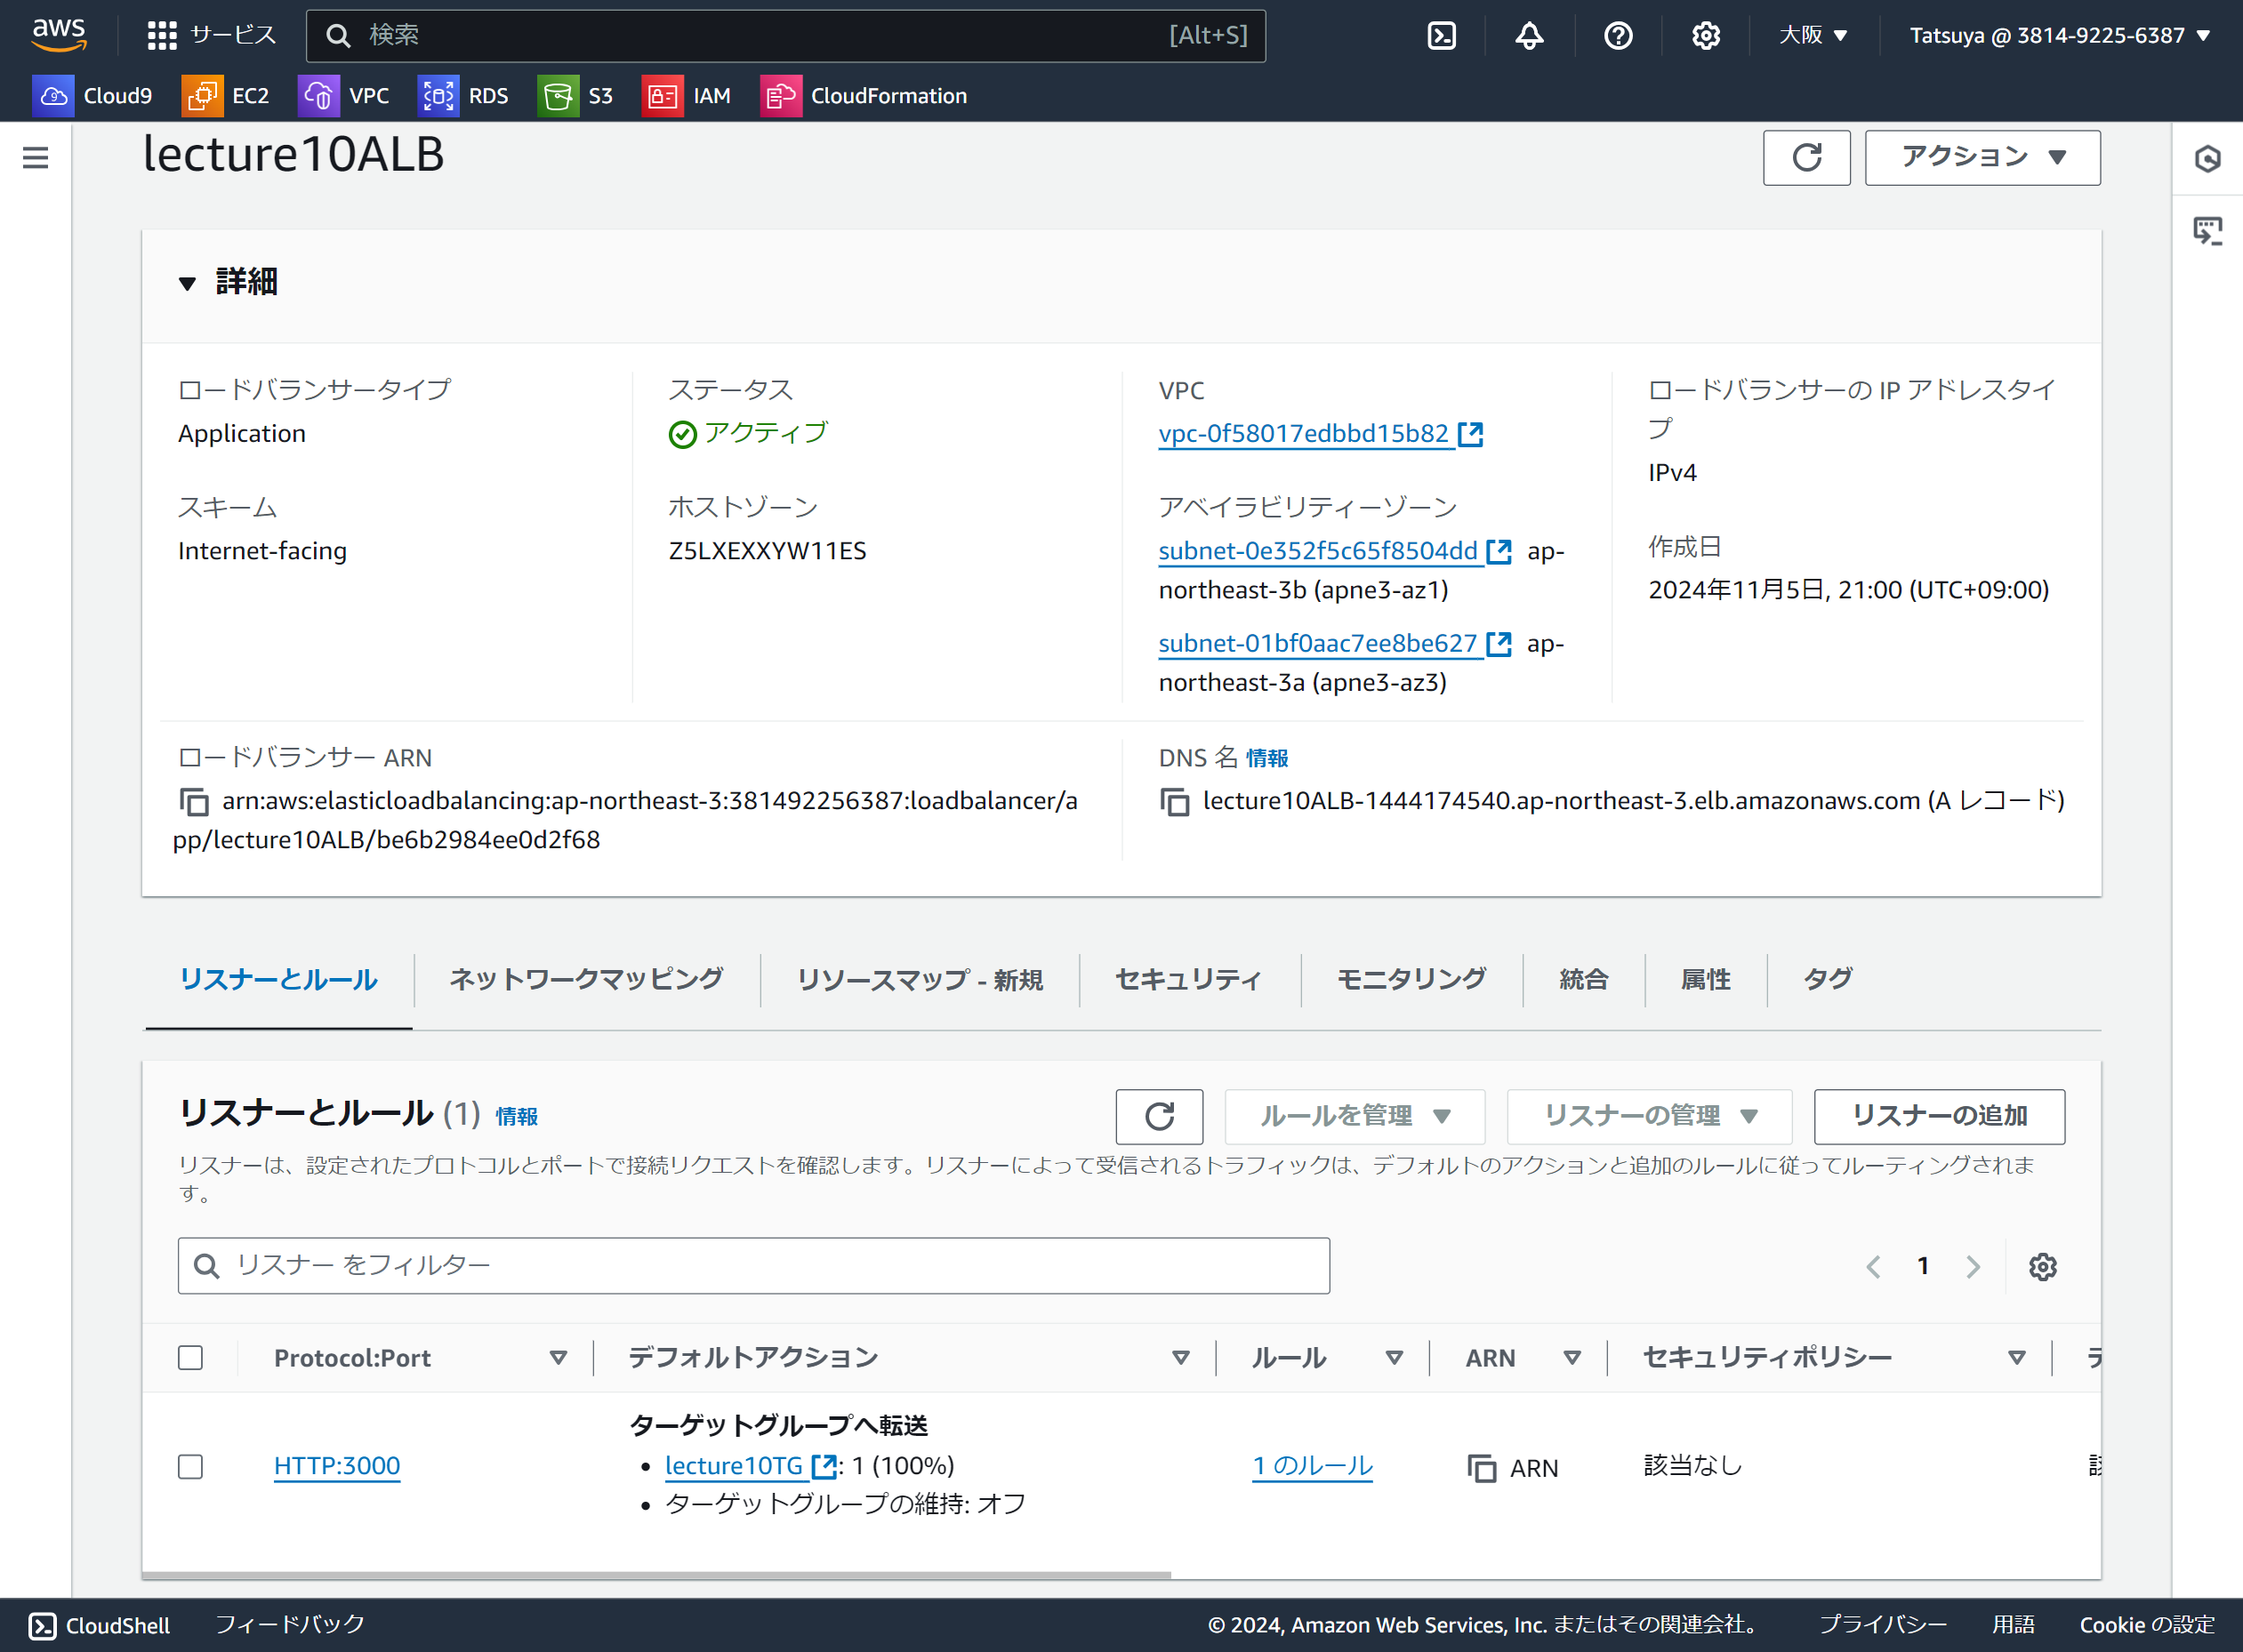 aws サービス 検索 [Alt+S] 大阪 Tatsuya @ 3814-9225-6387
Cloud9 EC2 VPC RDS S3 IAM CloudFormation
lecture10ALB
アクション
詳細
ロードバランサータイプ
Application
ステータス
アクティブ
VPC
vpc-0f58017edbbd15b82
ロードバランサーの IP アドレスタイ
プ
IPv4
スキーム
Internet-facing
ホストゾーン
Z5LXEXXYW11ES
アベイラビリティーゾーン
subnet-0e352f5c65f8504dd ap-
northeast-3b (apne3-az1)
subnet-01bf0aac7ee8be627 ap-
northeast-3a (apne3-az3)
作成日
2024年11月5日, 21:00 (UTC+09:00)
ロードバランサー ARN
arn:aws:elasticloadbalancing:ap-northeast-3:381492256387:loadbalancer/a
pp/lecture10ALB/be6b2984ee0d2f68
DNS 名 情報
lecture10ALB-1444174540.ap-northeast-3.elb.amazonaws.com (A レコード)
リスナーとルール ネットワークマッピング リソースマップ - 新規 セキュリティ モニタリング 統合 属性 タグ
リスナーとルール (1) 情報
ルールを管理 リスナーの管理 リスナーの追加
リスナーは、設定されたプロトコルとポートで接続リクエストを確認します。リスナーによって受信されるトラフィックは、デフォルトのアクションと追加のルールに従ってルーティングされま
す。
リスナー をフィルター
1
Protocol:Port デフォルトアクション ルール ARN セキュリティポリシー
HTTP:3000
ターゲットグループへ転送
• lecture10TG : 1 (100%)
• ターゲットグループの維持: オフ
1 のルール
ARN
該当なし
CloudShell フィードバック © 2024, Amazon Web Services, Inc. またはその関連会社。 プライバシー 用語 Cookie の設定